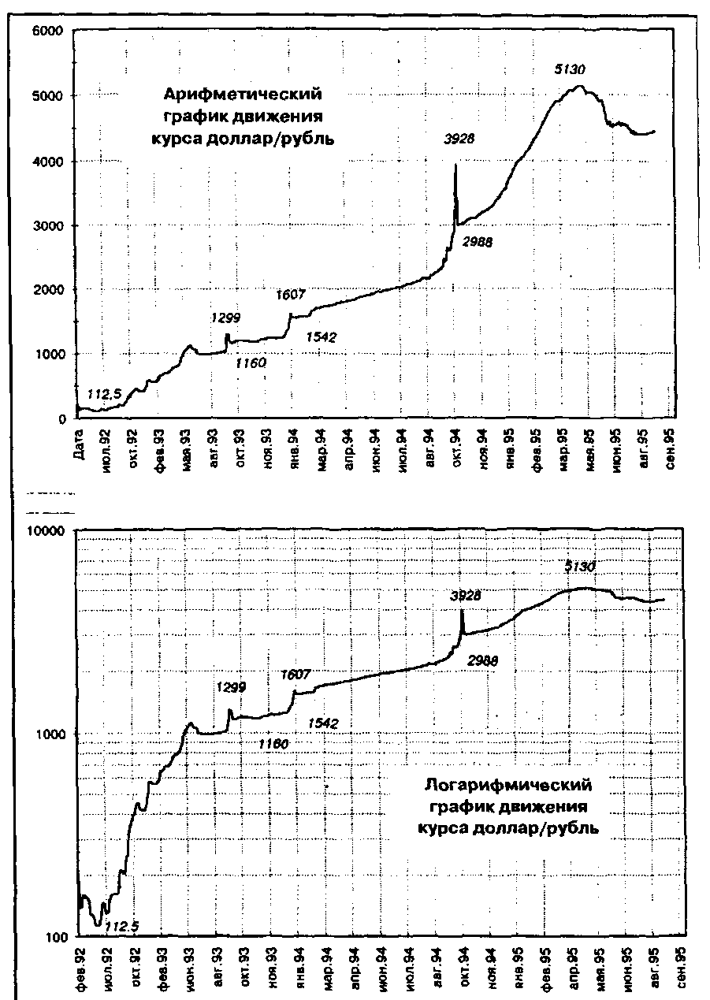 6000
5130
5000
Арифметический
график движения
курса доллар/рубль
3928
4000
3000
2988
2000
1607
1299
1542
1000
1160
112,5
0
Дата
июл.92
окт.92
фев.93
мая.93
авг.93
окт.93
ноя.93
янв.94
мар.94
апр.94
июн.94
июл.94
авг.94
окт.94
ноя.94
янв.95
фев.95
мар.95
мая.95
июн.95
авг.95
сен.95
10000
5130
3928
2988
1607
1299
1542
1000
1160
Логарифмический
график движения
курса доллар/рубль
112.5
100
фев.92
июл.92
окт.92
фев.93
июн.93
авг.93
окт.93
ноя.93
янв.94
мар.94
апр.94
июн.94
июл.94
авг.94
окт.94
ноя.94
янв.95
фев.95
апр.95
мая.95
июн.95
авг.95
сен.95